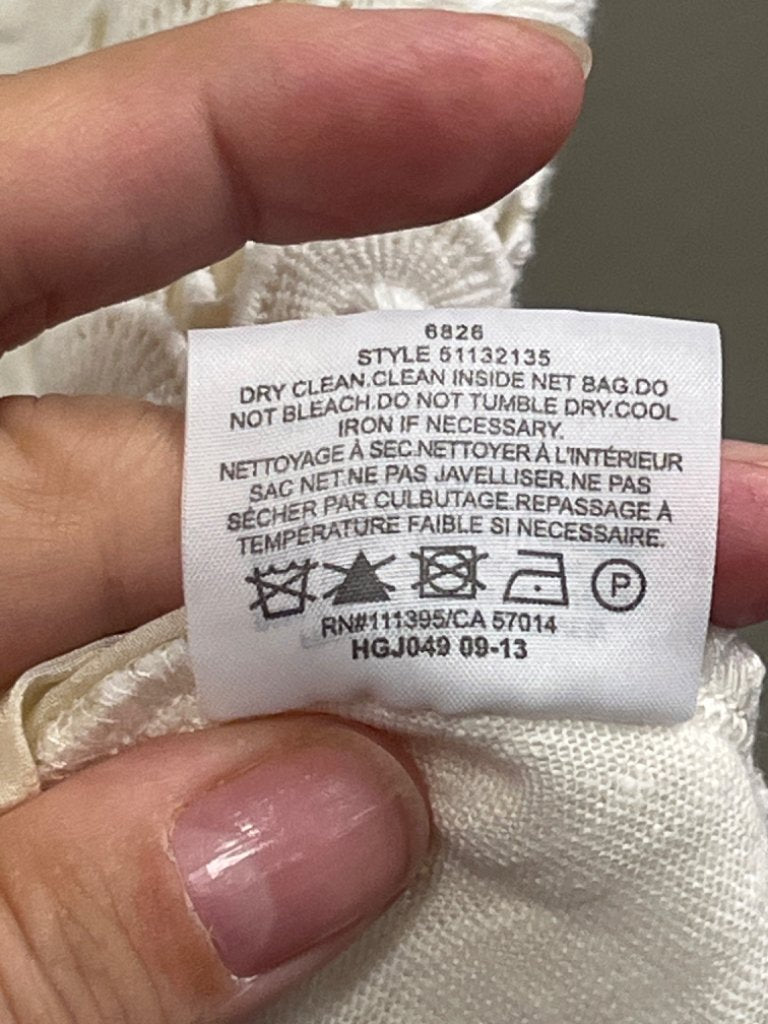 6826
STYLE 51132135
DRY CLEAN.CLEAN INSIDE NET BAG.DO
NOT BLEACH.DO NOT TUMBLE DRY.COOL
IRON IF NECESSARY.
NETTOYAGE À SEC.NETTOYER À L'INTÉRIEUR
SAC NET.NE PAS JAVELLISER.NE PAS
SÉCHER PAR CULBUTAGE.REPASSAGE À
TEMPÉRATURE FAIBLE SI NECESSAIRE.
P
RN#111395/CA 57014
HGJ049 09-13